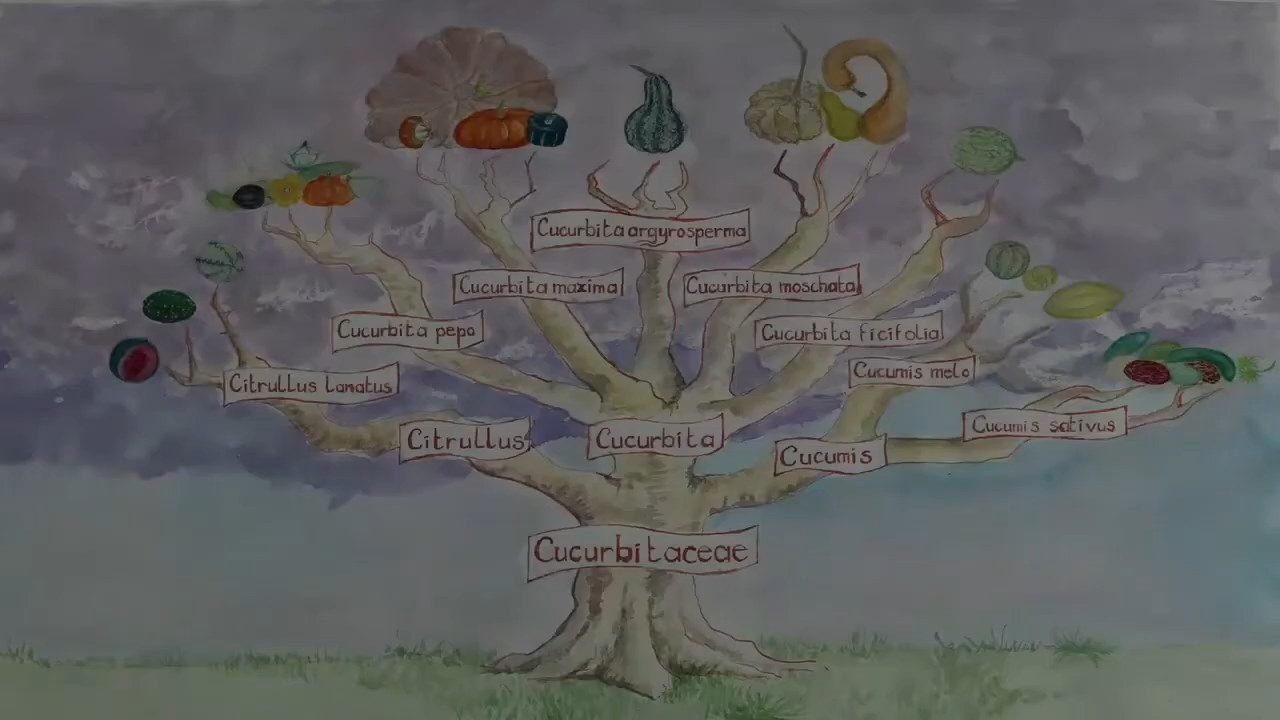 Cucurbita argyrosperma
Cucurbita maxima
Cucurbita moschata
Cucurbita pepo
Cucurbita ficifolia
Citrullus lanatus
Cucumis melo
Cucumis sativus
Citrullus
Cucurbita
Cucumis
Cucurbitaceae